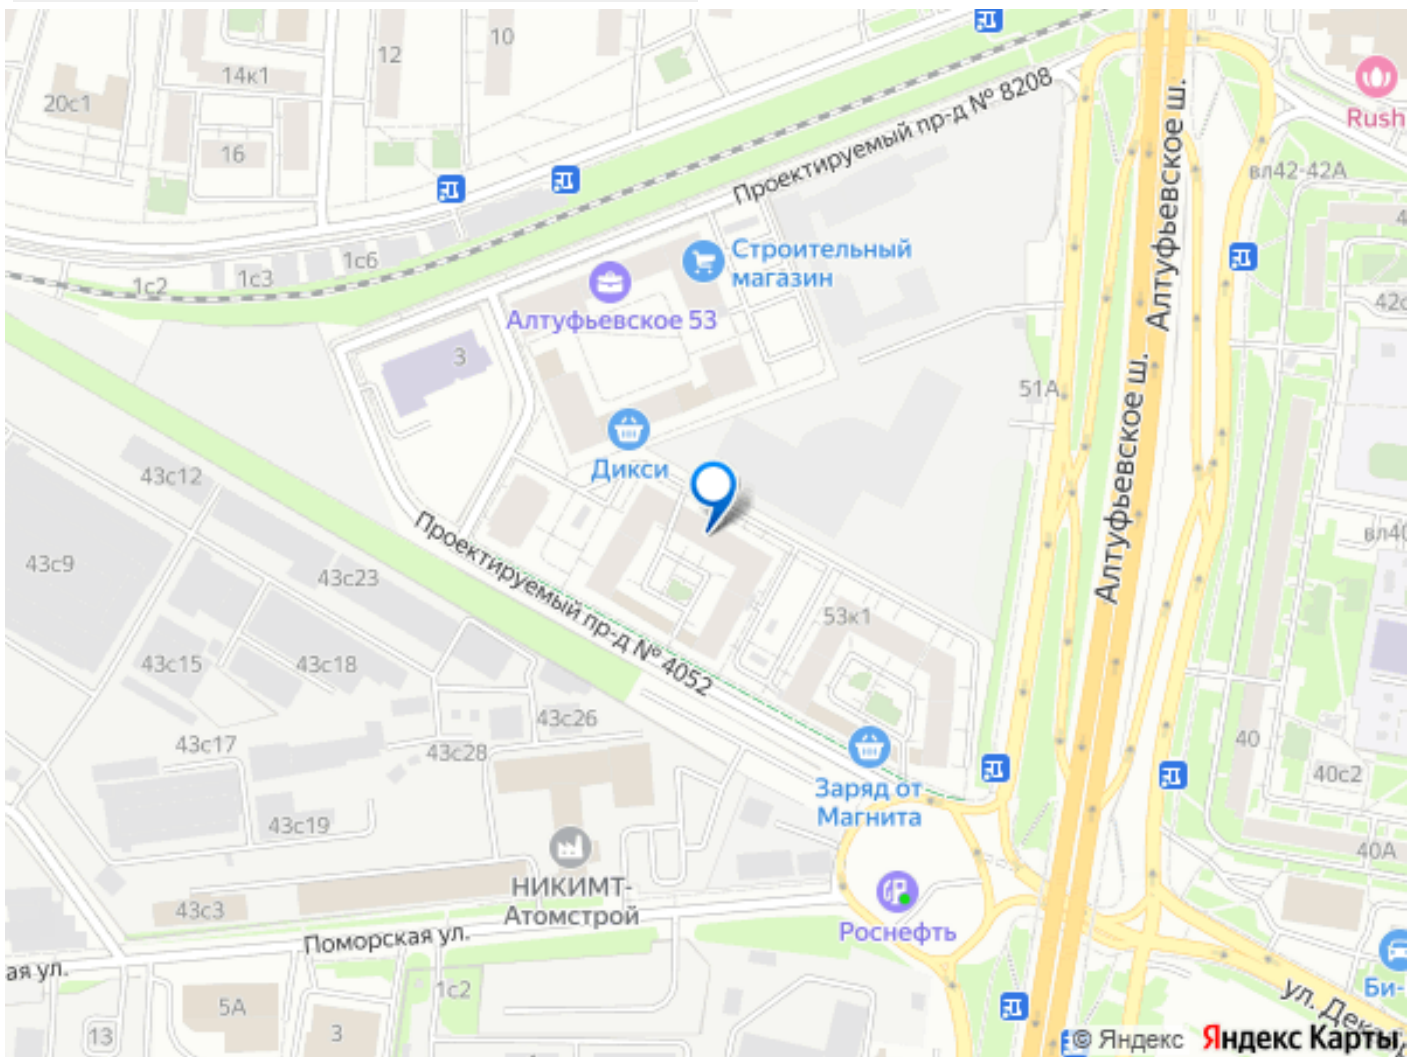 10
12
14к1
20с1
16
Rush
вл42-42А
Проектируемый пр-д № 8208
Алтуфьевское ш.
Строительный
магазин
1с6
1с3
1с2
Алтуфьевское 53
42с
3
Алтуфьевское ш.
51А
Дикси
43с12
43с9
43с23
Алтуфьевское ш.
вл40
Проектируемый пр-д № 4052
53к1
43с15
43с18
43с26
43с17
43с28
40
40с2
Заряд от
Магнита
43с19
40А
НИКИМТ-
Атомстрой
43с3
Поморская ул.
Роснефть
ая ул.
1с2
5А
3
13
Би-
ул. Дека
© Яндекс
Яндекс Карты